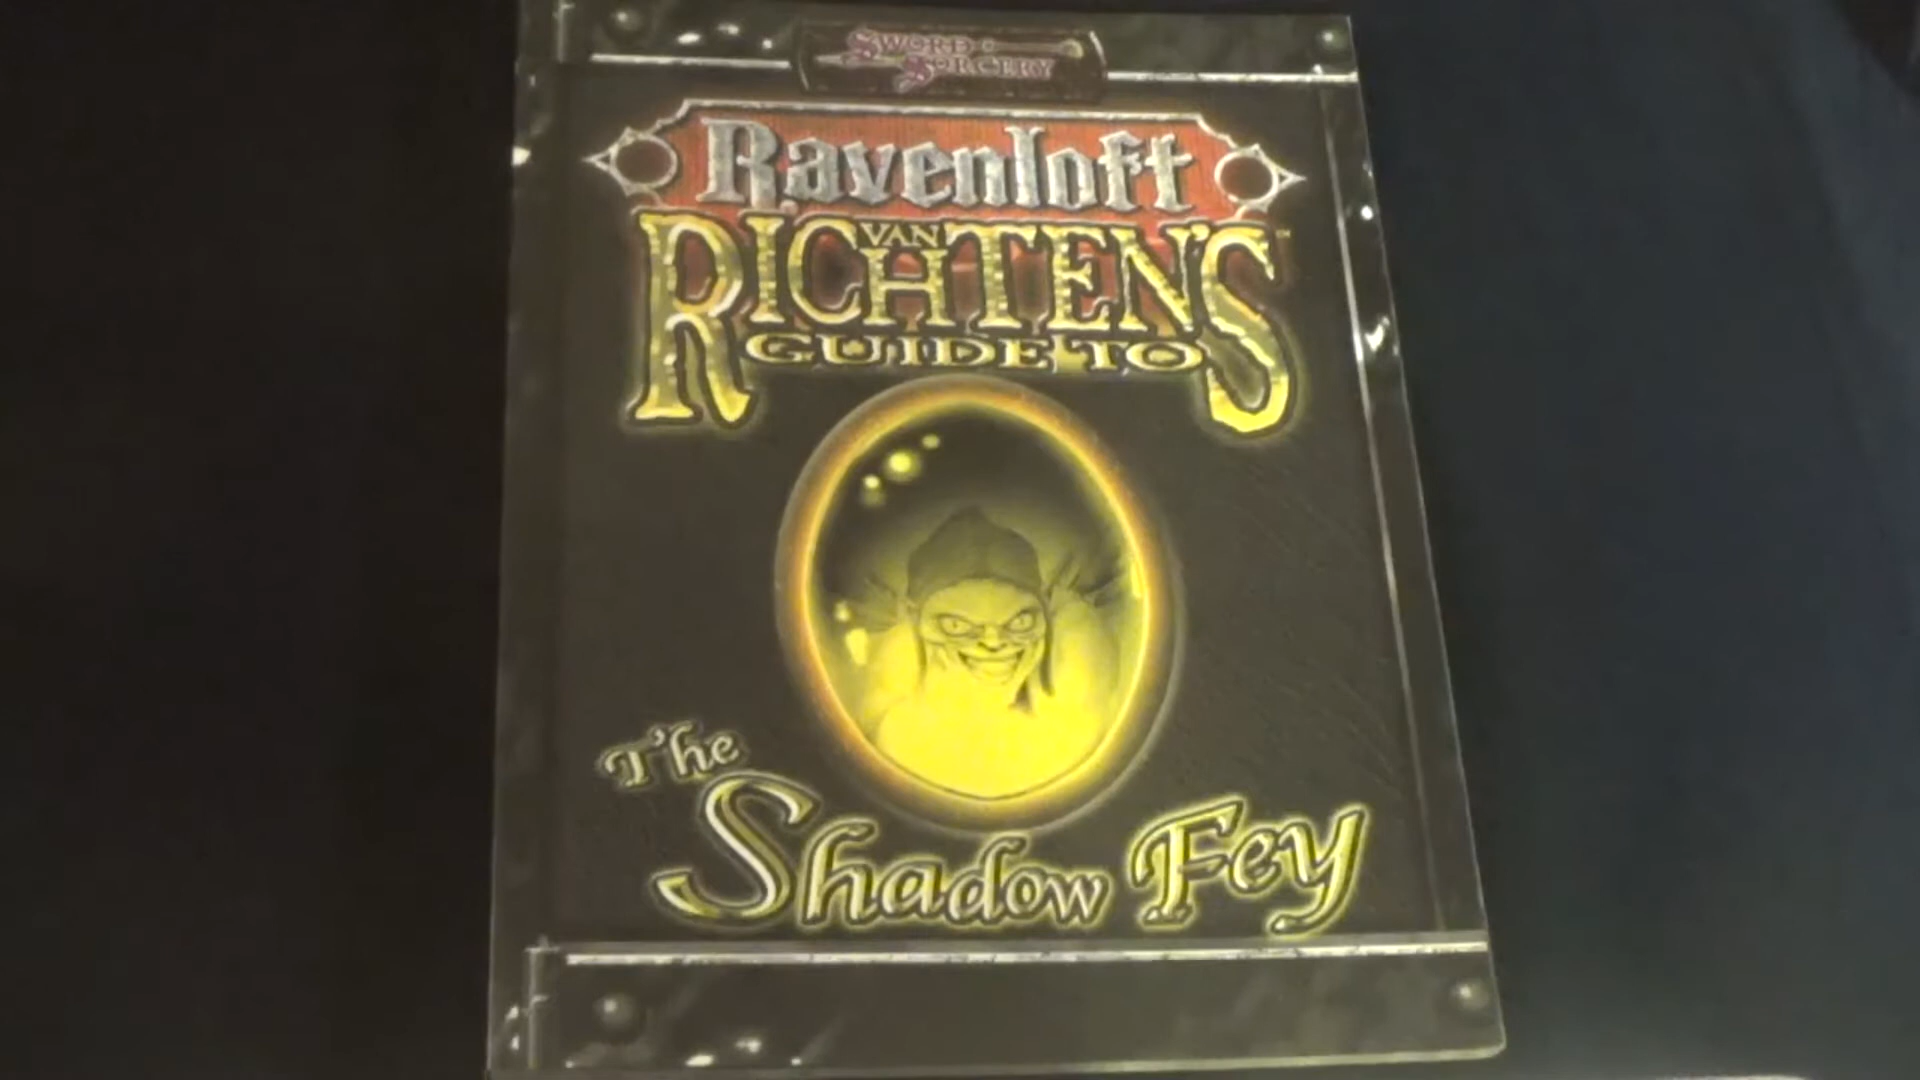 SWORD
SORCERY
Ravenloft
VAN
RICHTEN'S
GUIDE TO
The
Shadow Fey